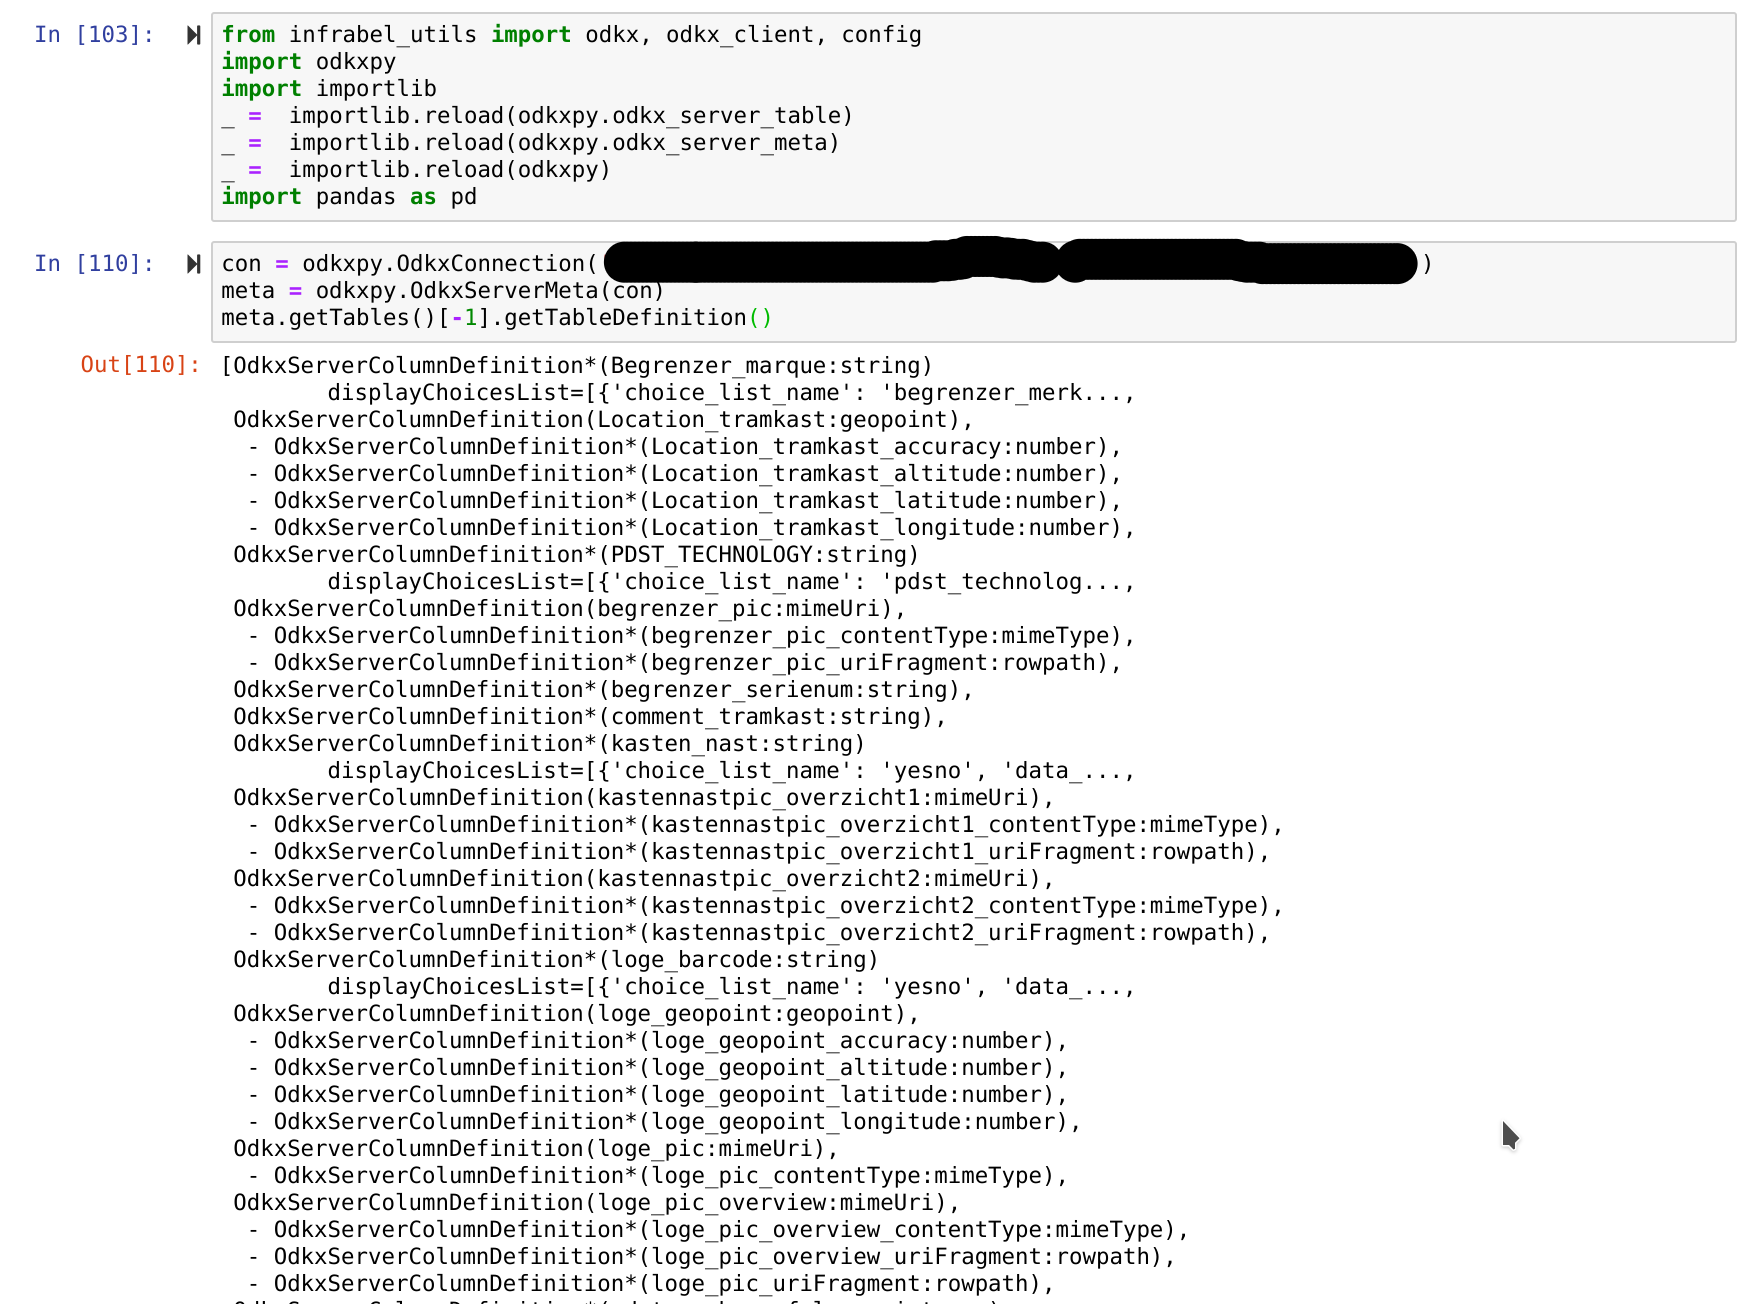 In [103]:
from infrabel_utils import odkx, odkx_client, config
import odkxpy
import importlib
_ =  importlib.reload(odkxpy.odkx_server_table)
_ =  importlib.reload(odkxpy.odkx_server_meta)
_ =  importlib.reload(odkxpy)
import pandas as pd
In [110]:
con = odkxpy.OdkxConnection( )
meta = odkxpy.OdkxServerMeta(con)
meta.getTables()[-1].getTableDefinition()
Out[110]:
[OdkxServerColumnDefinition*(Begrenzer_marque:string)
displayChoicesList=[{'choice_list_name': 'begrenzer_merk...,
OdkxServerColumnDefinition(Location_tramkast:geopoint),
- OdkxServerColumnDefinition*(Location_tramkast_accuracy:number),
- OdkxServerColumnDefinition*(Location_tramkast_altitude:number),
- OdkxServerColumnDefinition*(Location_tramkast_latitude:number),
- OdkxServerColumnDefinition*(Location_tramkast_longitude:number),
OdkxServerColumnDefinition*(PDST_TECHNOLOGY:string)
displayChoicesList=[{'choice_list_name': 'pdst_technolog...,
OdkxServerColumnDefinition(begrenzer_pic:mimeUri),
- OdkxServerColumnDefinition*(begrenzer_pic_contentType:mimeType),
- OdkxServerColumnDefinition*(begrenzer_pic_uriFragment:rowpath),
OdkxServerColumnDefinition*(begrenzer_serienum:string),
OdkxServerColumnDefinition*(comment_tramkast:string),
OdkxServerColumnDefinition*(kasten_nast:string)
displayChoicesList=[{'choice_list_name': 'yesno', 'data_...,
OdkxServerColumnDefinition(kastennastpic_overzicht1:mimeUri),
- OdkxServerColumnDefinition*(kastennastpic_overzicht1_contentType:mimeType),
- OdkxServerColumnDefinition*(kastennastpic_overzicht1_uriFragment:rowpath),
OdkxServerColumnDefinition(kastennastpic_overzicht2:mimeUri),
- OdkxServerColumnDefinition*(kastennastpic_overzicht2_contentType:mimeType),
- OdkxServerColumnDefinition*(kastennastpic_overzicht2_uriFragment:rowpath),
OdkxServerColumnDefinition*(loge_barcode:string)
displayChoicesList=[{'choice_list_name': 'yesno', 'data_...,
OdkxServerColumnDefinition(loge_geopoint:geopoint),
- OdkxServerColumnDefinition*(loge_geopoint_accuracy:number),
- OdkxServerColumnDefinition*(loge_geopoint_altitude:number),
- OdkxServerColumnDefinition*(loge_geopoint_latitude:number),
- OdkxServerColumnDefinition*(loge_geopoint_longitude:number),
OdkxServerColumnDefinition(loge_pic:mimeUri),
- OdkxServerColumnDefinition*(loge_pic_contentType:mimeType),
OdkxServerColumnDefinition(loge_pic_overview:mimeUri),
- OdkxServerColumnDefinition*(loge_pic_overview_contentType:mimeType),
- OdkxServerColumnDefinition*(loge_pic_overview_uriFragment:rowpath),
- OdkxServerColumnDefinition*(loge_pic_uriFragment:rowpath),